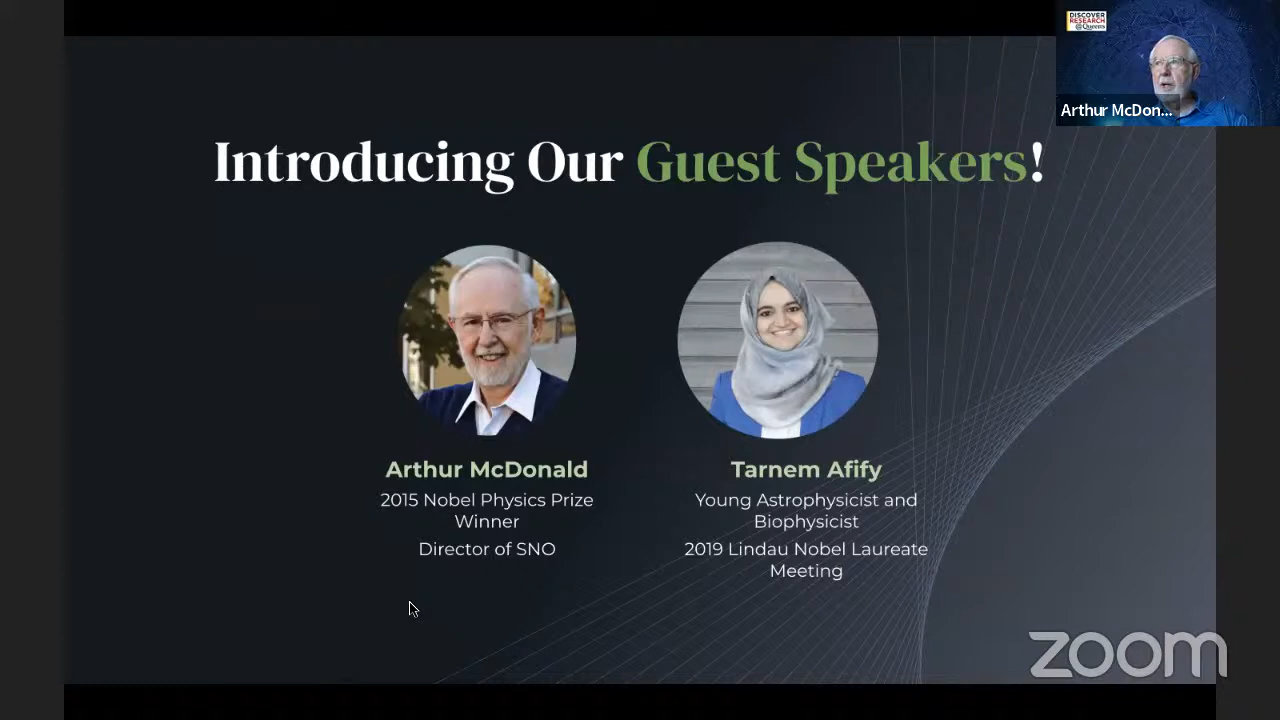 DISCOVER
RESEARCH
@Queens
Arthur McDon...
Introducing Our Guest Speakers!
Arthur McDonald
2015 Nobel Physics Prize
Winner
Director of SNO
Tarnem Afify
Young Astrophysicist and
Biophysicist
2019 Lindau Nobel Laureate
Meeting
zoom